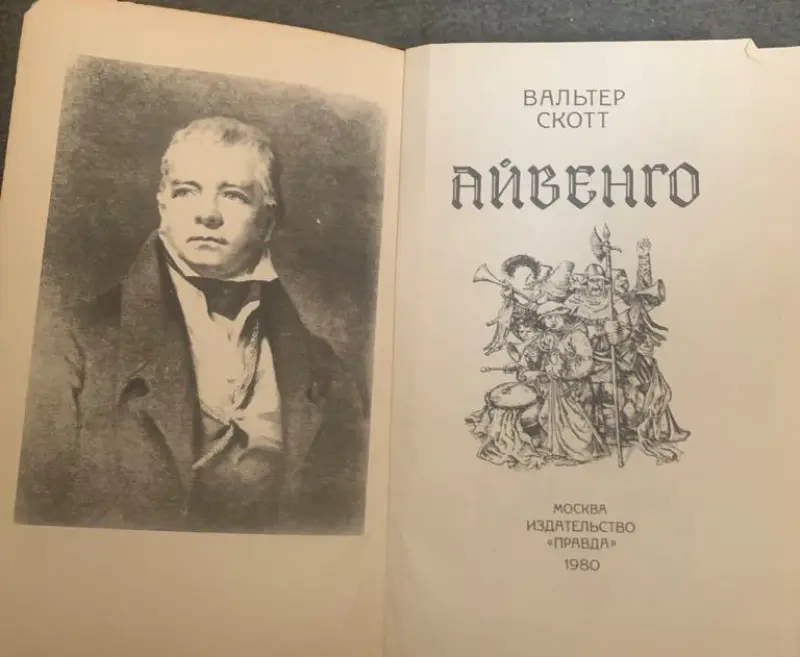 ВАЛЬТЕР
СКОТТ
АЙВЕНГО
МОСКВА
ИЗДАТЕЛЬСТВО
«ПРАВДА»
1980